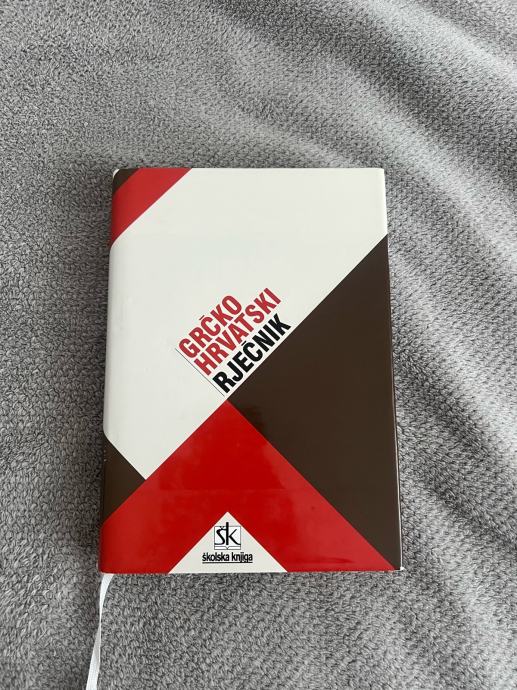 GRČKO
HRVATSKI
RJEČNIK
ŠK
školska knjiga